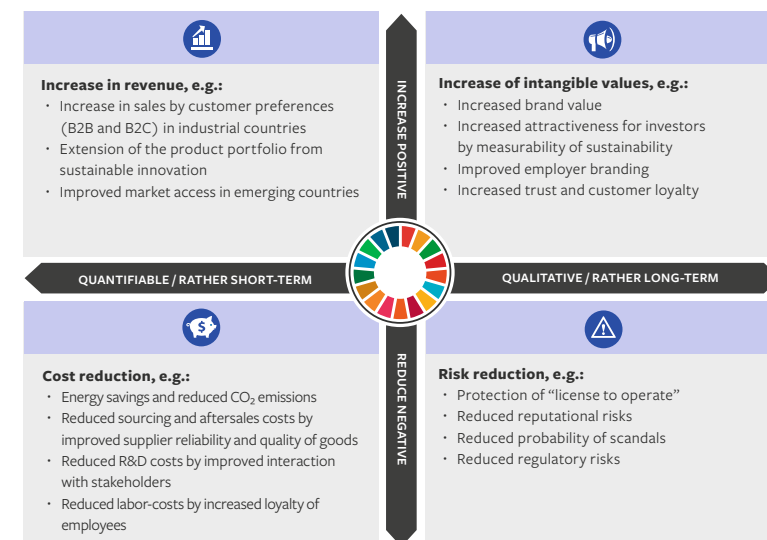 Increase in revenue, e.g.:
· Increase in sales by customer preferences
(B2B and B2C) in industrial countries
· Extension of the product portfolio from
sustainable innovation
· Improved market access in emerging countries
INCREASE POSITIVE
Increase of intangible values, e.g.:
· Increased brand value
· Increased attractiveness for investors
by measurability of sustainability
· Improved employer branding
· Increased trust and customer loyalty
QUANTIFIABLE / RATHER SHORT-TERM
QUALITATIVE / RATHER LONG-TERM
$
Cost reduction, e.g.:
· Energy savings and reduced CO₂ emissions
· Reduced sourcing and aftersales costs by
improved supplier reliability and quality of goods
· Reduced R&D costs by improved interaction
with stakeholders
· Reduced labor-costs by increased loyalty of
employees
REDUCE NEGATIVE
Risk reduction, e.g.:
· Protection of “license to operate”
· Reduced reputational risks
· Reduced probability of scandals
· Reduced regulatory risks